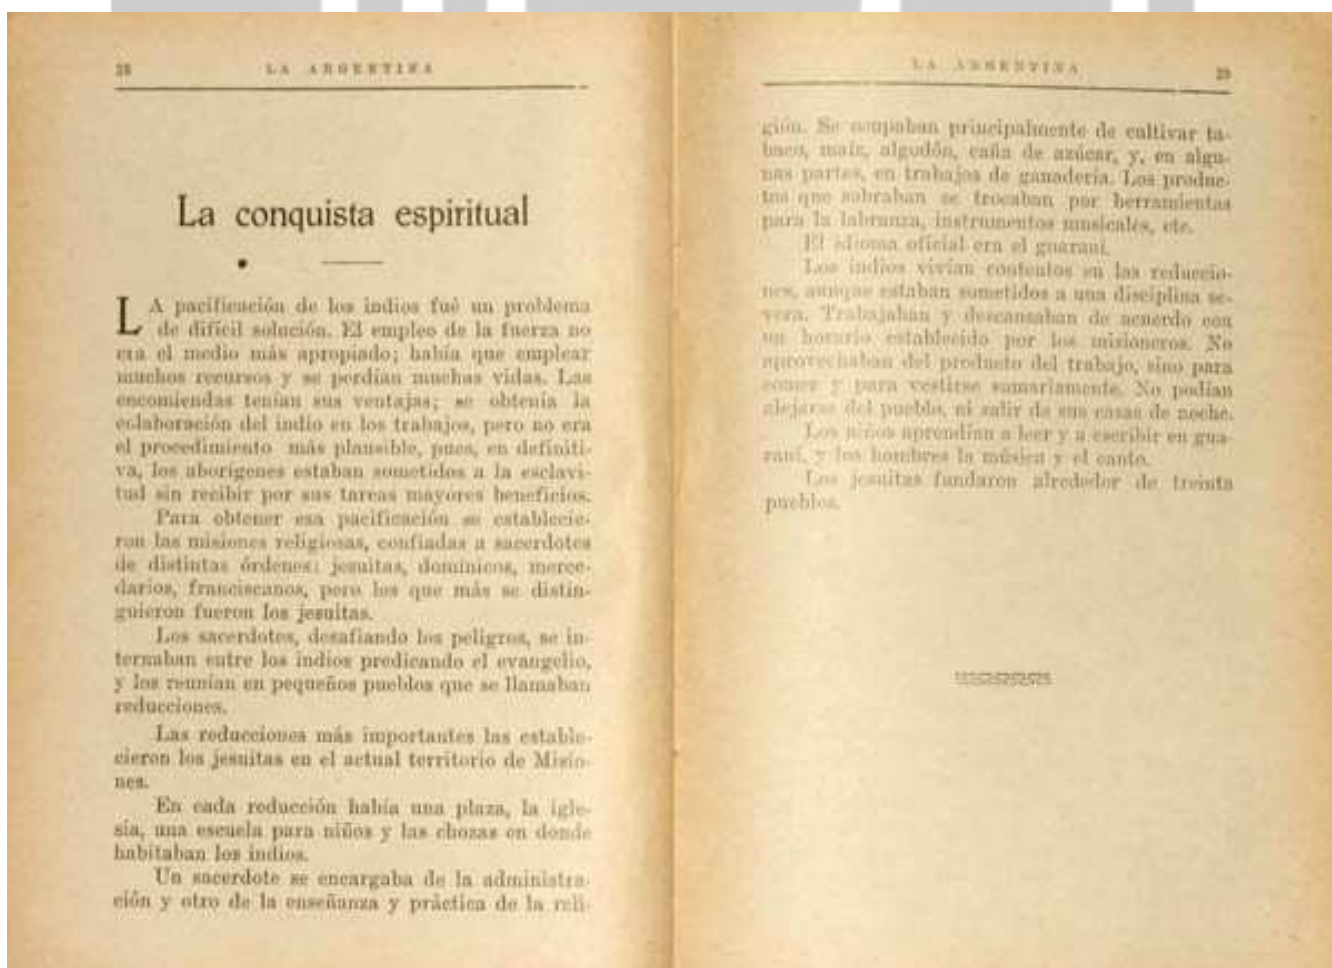 28
LA ARGENTINA
La conquista espiritual
LA pacificación de los indios fué un problema
de difícil solución. El empleo de la fuerza no
era el medio más apropiado; había que emplear
muchos recursos y se perdían muchas vidas. Las
encomiendas tenían sus ventajas; se obtenía la
colaboración del indio en los trabajos, pero no era
el procedimiento más plausible, pues, en definiti-
va, los aborígenes estaban sometidos a la esclavi-
tud sin recibir por sus tareas mayores beneficios.
Para obtener esa pacificación se establecie-
ron las misiones religiosas, confiadas a sacerdotes
de distintas órdenes: jesuitas, dominicos, merce-
darios, franciscanos, pero los que más se distin-
guieron fueron los jesuitas.
Los sacerdotes, desafiando los peligros, se in-
ternaban entre los indios predicando el evangelio,
y los reunían en pequeños pueblos que se llamaban
reducciones.
Las reducciones más importantes las estable-
cieron los jesuitas en el actual territorio de Misio-
nes.
En cada reducción había una plaza, la igle-
sia, una escuela para niños y las chozas en donde
habitaban los indios.
Un sacerdote se encargaba de la administra-
ción y otro de la enseñanza y práctica de la reli-
LA ARGENTINA
29
gión. Se ocupaban principalmente de cultivar ta-
baco, maíz, algodón, caña de azúcar, y, en algu-
nas partes, en trabajos de ganadería. Los produc-
tos que sobraban se trocaban por herramientas
para la labranza, instrumentos musicales, etc.
El idioma oficial era el guaraní.
Los indios vivían contentos en las reduccio-
nes, aunque estaban sometidos a una disciplina se-
vera. Trabajaban y descansaban de acuerdo con
un horario establecido por los misioneros. No
aprovechaban del producto del trabajo, sino para
comer y para vestirse sumariamente. No podían
alejarse del pueblo, ni salir de sus casas de noche.
Los niños aprendían a leer y a escribir en gua-
raní, y los hombres la música y el canto.
Los jesuitas fundaron alrededor de treinta
pueblos.